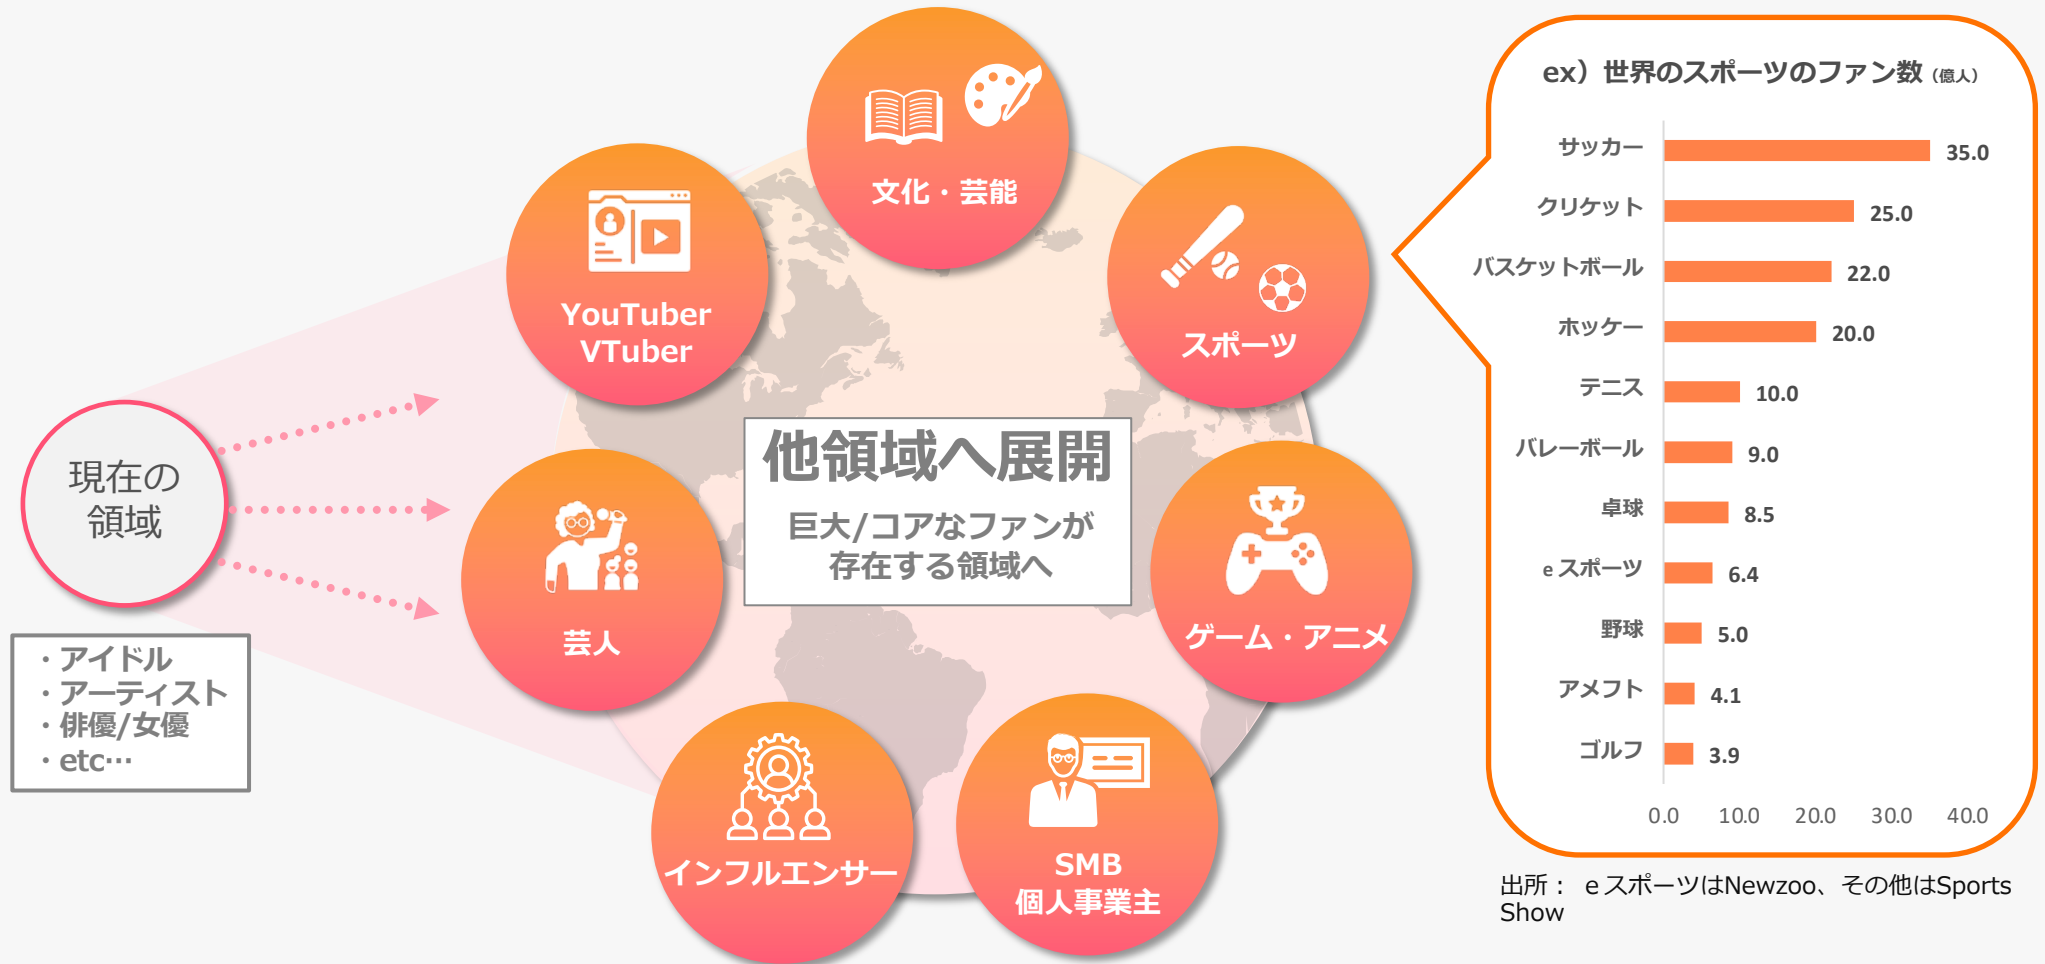 現在の
領域
・アイドル
・アーティスト
・俳優/女優
・etc…
文化・芸能
YouTuber
VTuber
スポーツ
他領域へ展開
巨大/コアなファンが
存在する領域へ
芸人
ゲーム・アニメ
インフルエンサー
SMB
個人事業主
ex）世界のスポーツのファン数（億人）
サッカー 35.0
クリケット 25.0
バスケットボール 22.0
ホッケー 20.0
テニス 10.0
バレーボール 9.0
卓球 8.5
eスポーツ 6.4
野球 5.0
アメフト 4.1
ゴルフ 3.9
0.0 10.0 20.0 30.0 40.0
出所： eスポーツはNewzoo、その他はSports
Show